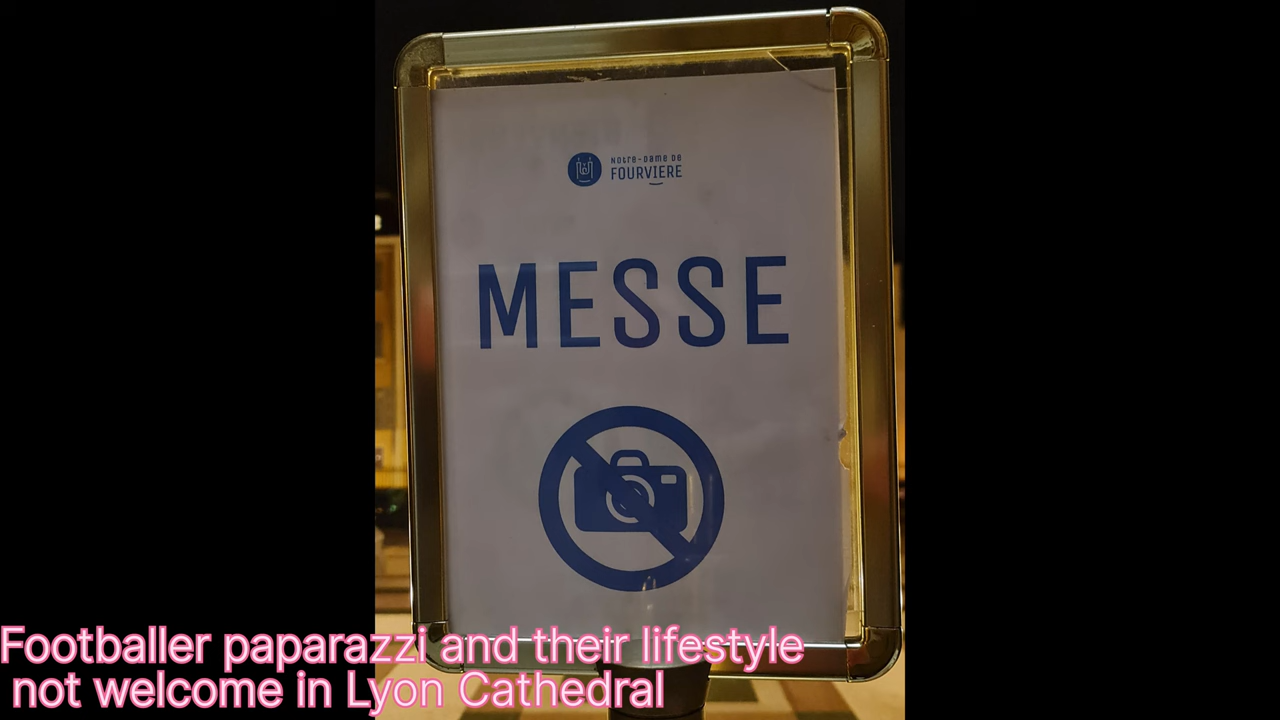 Notre-Dame de
FOURVIERE
MESSE
Footballer paparazzi and their lifestyle
not welcome in Lyon Cathedral